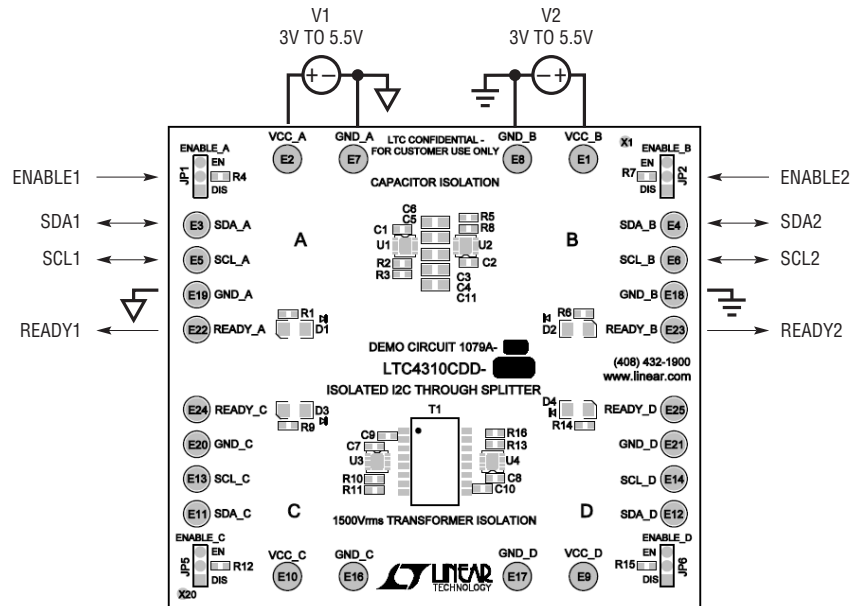 V1
3V TO 5.5V
V2
3V TO 5.5V
+ −
− +
VCC_A
GND_A
LTC CONFIDENTIAL -
FOR CUSTOMER USE ONLY
GND_B
VCC_B
X1
E2
E7
E8
E1
ENABLE_A
EN
JP1
R4
DIS
ENABLE_B
EN
R7
JP2
DIS
ENABLE1
ENABLE2
CAPACITOR ISOLATION
SDA1
E3 SDA_A
A
C6
C5
C1
U1
R2
R3
R5
R8
U2
C2
C3
C4
C11
B
SDA_B E4
SDA2
SCL1
E5 SCL_A
SCL_B E6
SCL2
E19 GND_A
GND_B E18
READY1
E22 READY_A
R1
D1
R6
D2
READY_B E23
READY2
DEMO CIRCUIT 1079A-
LTC4310CDD-
(408) 432-1900
www.linear.com
ISOLATED I2C THROUGH SPLITTER
E24 READY_C
D3
R9
T1
D4
R14
READY_D E25
E20 GND_C
C9
C7
U3
R10
R11
R16
R13
U4
C8
C10
GND_D E21
E13 SCL_C
SCL_D E14
E11 SDA_C
C
D
SDA_D E12
1500Vrms TRANSFORMER ISOLATION
ENABLE_C
EN
JP5
R12
DIS
X20
ENABLE_D
EN
R15
JP6
DIS
VCC_C
GND_C
GND_D
VCC_D
E10
E16
LT LINEAR
TECHNOLOGY
E17
E9